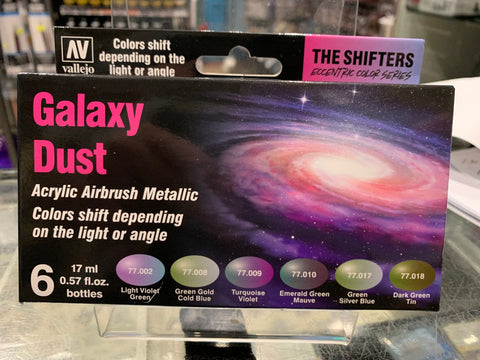 AV
vallejo
Colors shift
depending on the
light or angle
THE SHIFTERS
ECCENTRIC COLOR SERIES
Galaxy
Dust
Acrylic Airbrush Metallic
Colors shift depending
on the light or angle
6
17 ml
0.57 fl.oz.
bottles
77.002
Light Violet
Green
77.008
Green Gold
Cold Blue
77.009
Turquoise
Violet
77.010
Emerald Green
Mauve
77.017
Green
Silver Blue
77.018
Dark Green
Tin